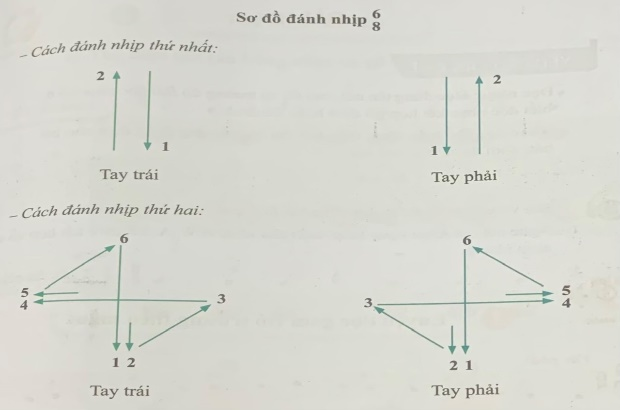 Sơ đồ đánh nhịp 6/8
– Cách đánh nhịp thứ nhất:
2 1
1 2
Tay trái Tay phải
– Cách đánh nhịp thứ hai:
6 6
5 4 3
3 5 4
1 2
2 1
Tay trái Tay phải